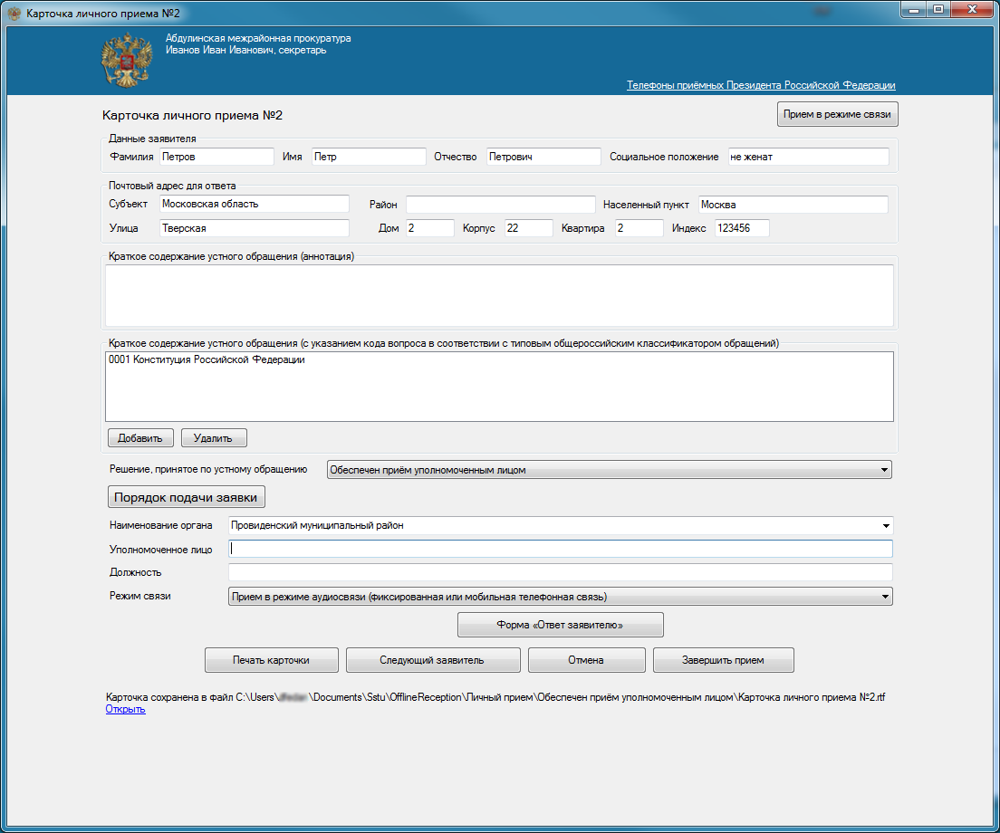 Карточка личного приема №2
Абдулинская межрайонная прокуратура
Иванов Иван Иванович, секретарь
Телефоны приёмных Президента Российской Федерации
Карточка личного приема №2
Прием в режиме связи
Данные заявителя
Фамилия Петров Имя Петр Отчество Петрович Социальное положение не женат
Почтовый адрес для ответа
Субъект Московская область Район Населенный пункт Москва
Улица Тверская Дом 2 Корпус 22 Квартира 2 Индекс 123456
Краткое содержание устного обращения (аннотация)
Краткое содержание устного обращения (с указанием кода вопроса в соответствии с типовым общероссийским классификатором обращений)
0001 Конституция Российской Федерации
Добавить Удалить
Решение, принятое по устному обращению Обеспечен приём уполномоченным лицом
Порядок подачи заявки
Наименование органа Провиденский муниципальный район
Уполномоченное лицо
Должность
Режим связи Прием в режиме аудиосвязи (фиксированная или мобильная телефонная связь)
Форма «Ответ заявителю»
Печать карточки Следующий заявитель Отмена Завершить прием
Карточка сохранена в файл C:\Users\ \Documents\Sstu\OfflineReception\Личный прием\Обеспечен приём уполномоченным лицом\Карточка личного приема №2.rtf
Открыть